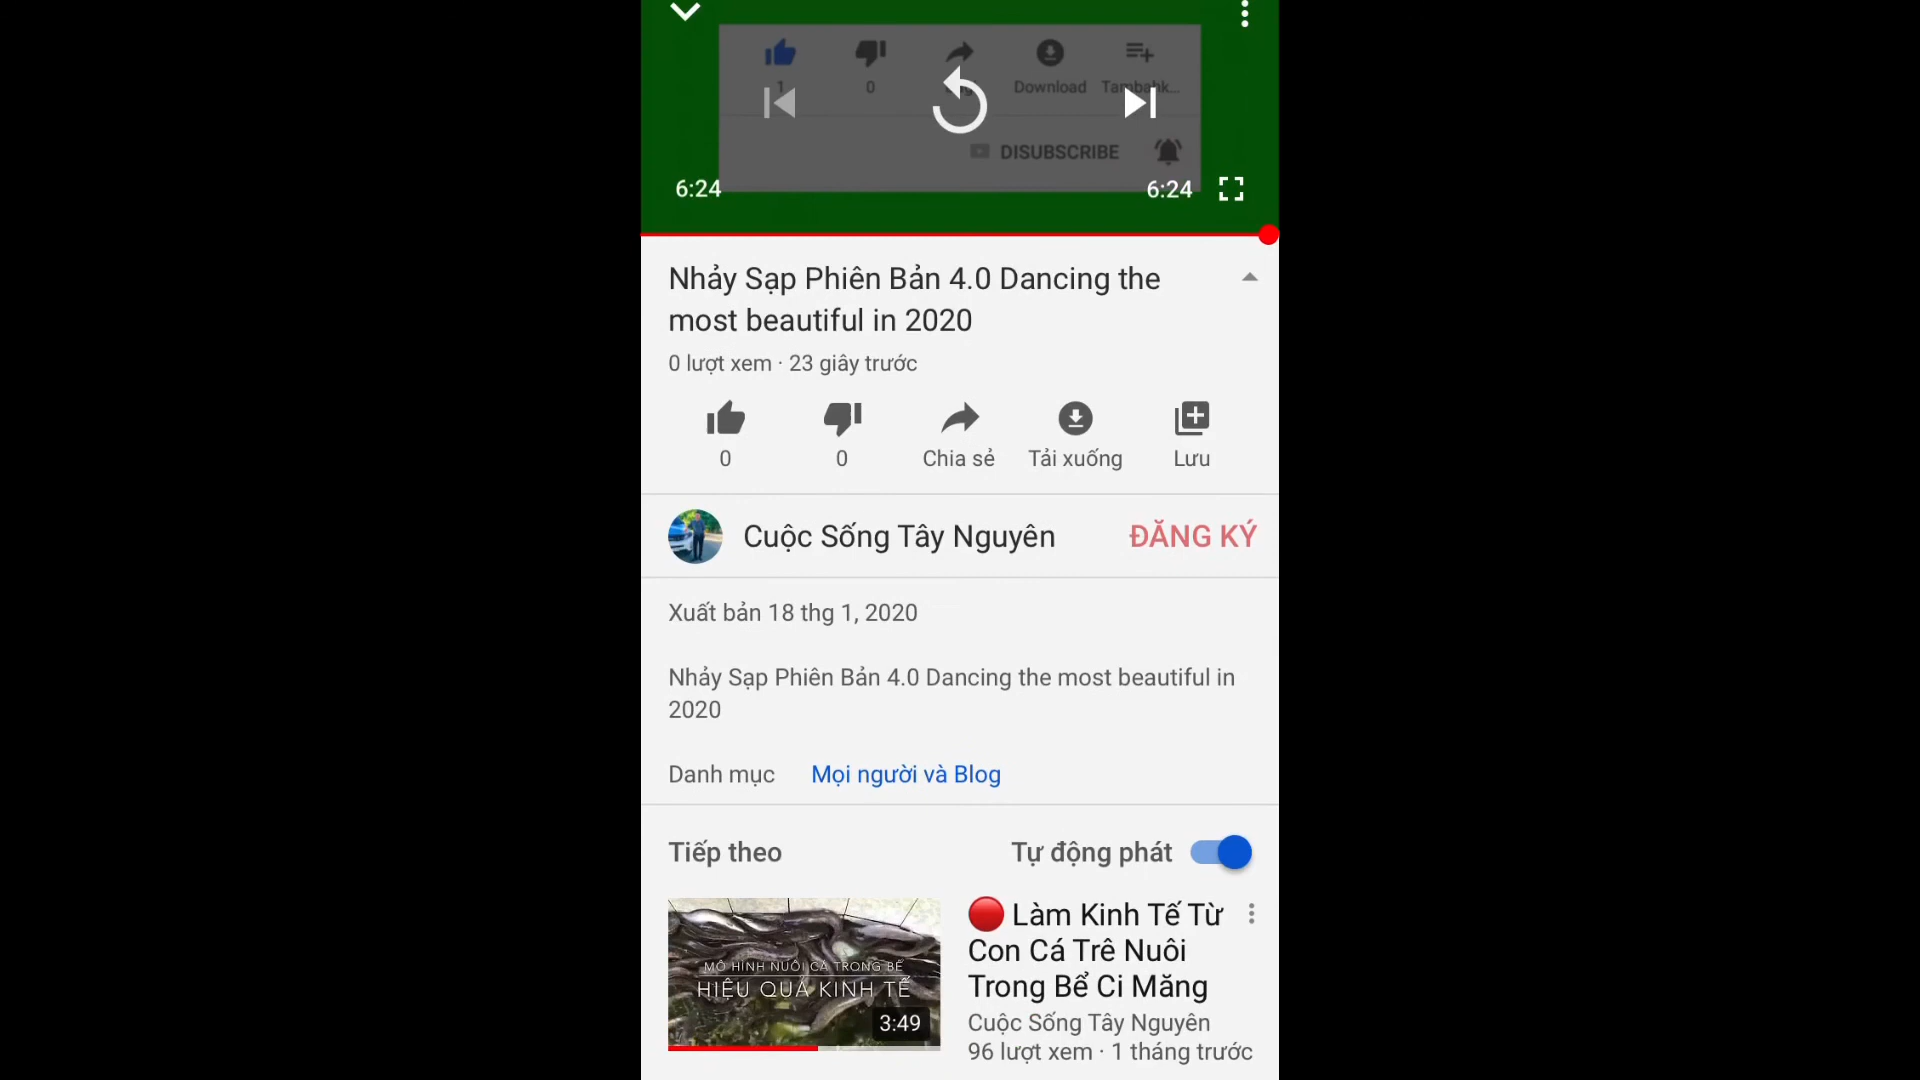 1
0
Download
Tambahk...
DISUBSCRIBE
6:24
6:24
Nhảy Sạp Phiên Bản 4.0 Dancing the
most beautiful in 2020
0 lượt xem · 23 giây trước
0
0
Chia sẻ
Tải xuống
Lưu
Cuộc Sống Tây Nguyên
ĐĂNG KÝ
Xuất bản 18 thg 1, 2020
Nhảy Sạp Phiên Bản 4.0 Dancing the most beautiful in
2020
Danh mục
Mọi người và Blog
Tiếp theo
Tự động phát
MÔ HÌNH NUÔI CÁ TRONG BỂ
HIỆU QUẢ KINH TẾ
3:49
Làm Kinh Tế Từ
Con Cá Trê Nuôi
Trong Bể Ci Măng
Cuộc Sống Tây Nguyên
96 lượt xem · 1 tháng trước